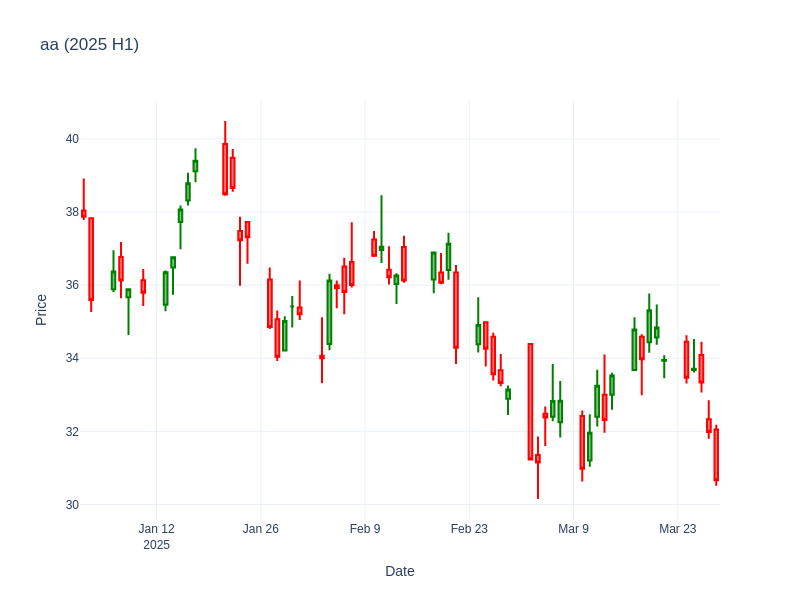 aa (2025 H1)
40
38
36
34
32
30
Price
Jan 12
2025
Jan 26
Feb 9
Feb 23
Mar 9
Mar 23
Date